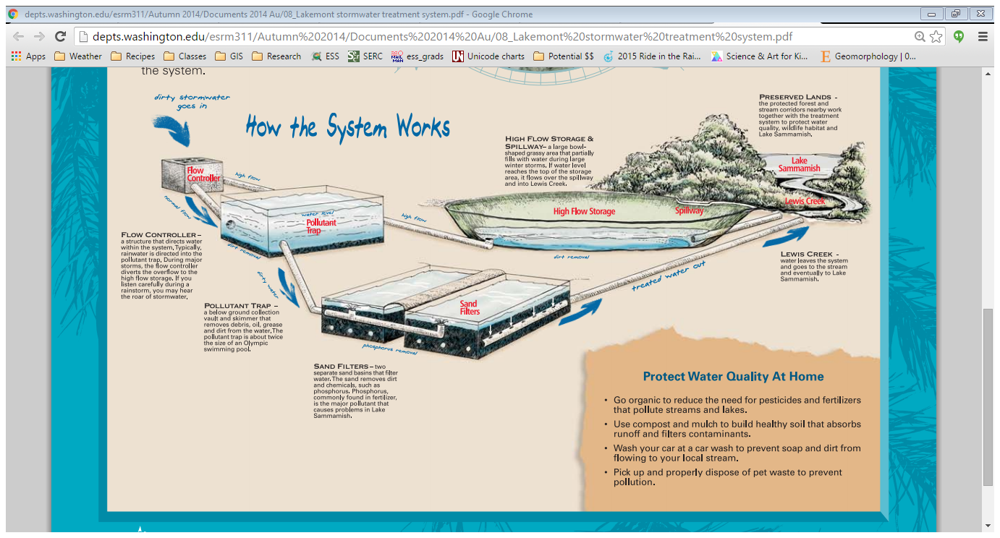 depts.washington.edu/esrm311/Autumn 2014/Documents 2014 Au/08_Lakemont stormwater treatment system.pdf - Google Chrome
depts.washington.edu/esrm311/Autumn%202014/Documents%202014%20Au/08_Lakemont%20stormwater%20treatment%20system.pdf
Apps Weather Recipes Classes GIS Research ESS SERC ess_grads Unicode charts Potential $$ 2015 Ride in the Rai... Science & Art for Ki... Geomorphology | 0...
the system.
dirty stormwater
goes in
How the System Works
PRESERVED LANDS -
the protected forest and
stream corridors nearby work
together with the treatment
system to protect water
quality, wildlife habitat and
Lake Sammamish.
HIGH FLOW STORAGE &
SPILLWAY– a large bowl-
shaped grassy area that partially
fills with water during large
winter storms. If water level
reaches the top of the storage
area, it flows over the spillway
and into Lewis Creek.
Flow
Controller
high flow
normal flow
water level
Pollutant
Trap
high flow
High Flow Storage
Spillway
Lake
Sammamish
Lewis Creek
FLOW CONTROLLER –
a structure that directs water
within the system. Typically,
rainwater is directed into the
pollutant trap. During major
storms, the flow controller
diverts the overflow to the
high flow storage. If you
listen carefully during a
rainstorm, you may hear
the roar of stormwater.
dirt removal
dirty water
dirt removal
treated water out
LEWIS CREEK -
water leaves the system
and goes to the stream
and eventually to Lake
Sammamish.
POLLUTANT TRAP –
a below ground collection
vault and skimmer that
removes debris, oil, grease
and dirt from the water. The
pollutant trap is about twice
the size of an Olympic
swimming pool.
Sand
Filters
phosphorus removal
SAND FILTERS – two
separate sand basins that filter
water. The sand removes dirt
and chemicals, such as
phosphorus. Phosphorus,
commonly found in fertilizer,
is the major pollutant that
causes problems in Lake
Sammamish.
Protect Water Quality At Home
• Go organic to reduce the need for pesticides and fertilizers
that pollute streams and lakes.
• Use compost and mulch to build healthy soil that absorbs
runoff and filters contaminants.
• Wash your car at a car wash to prevent soap and dirt from
flowing to your local stream.
• Pick up and properly dispose of pet waste to prevent
pollution.